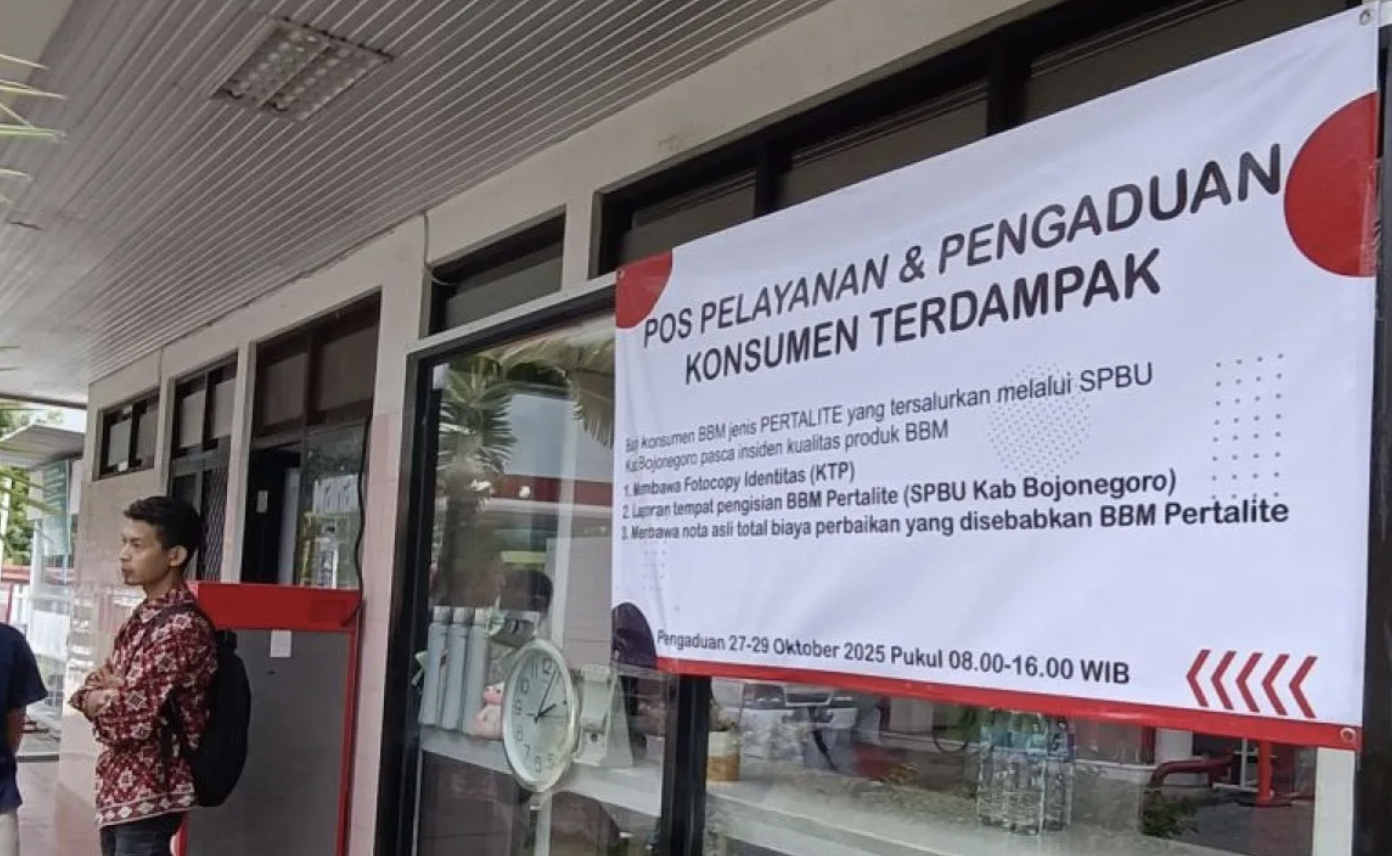 POS PELAYANAN & PENGADUAN
KONSUMEN TERDAMPAK
Bagi konsumen BBM jenis PERTALITE yang tersalurkan melalui SPBU
Kab Bojonegoro pasca insiden kualitas produk BBM
1. Membawa Fotocopy Identitas (KTP)
2. Laporan tempat pengisian BBM Pertalite (SPBU Kab Bojonegoro)
3. Membawa nota asli total biaya perbaikan yang disebabkan BBM Pertalite
Pengaduan 27-29 Oktober 2025 Pukul 08.00-16.00 WIB